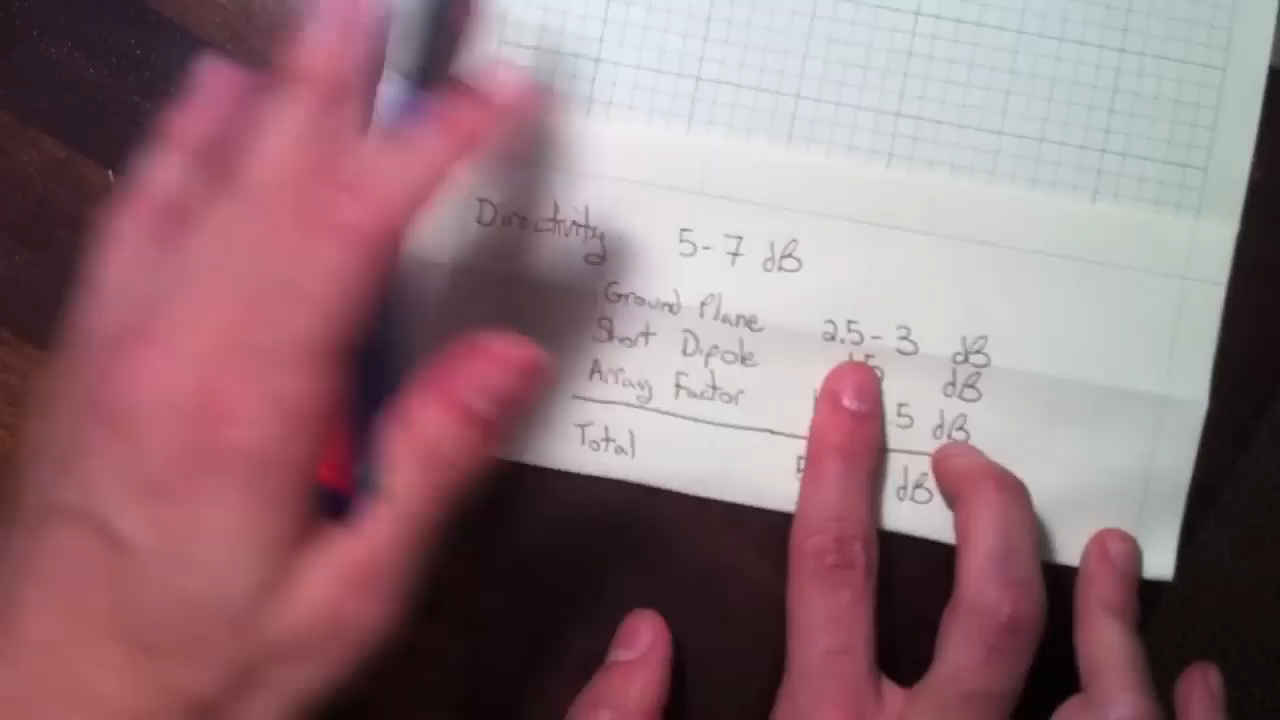 Directivity 5-7 dB
Ground Plane 2.5-3 dB
Short Dipole dB
Array Factor 5 dB
Total dB